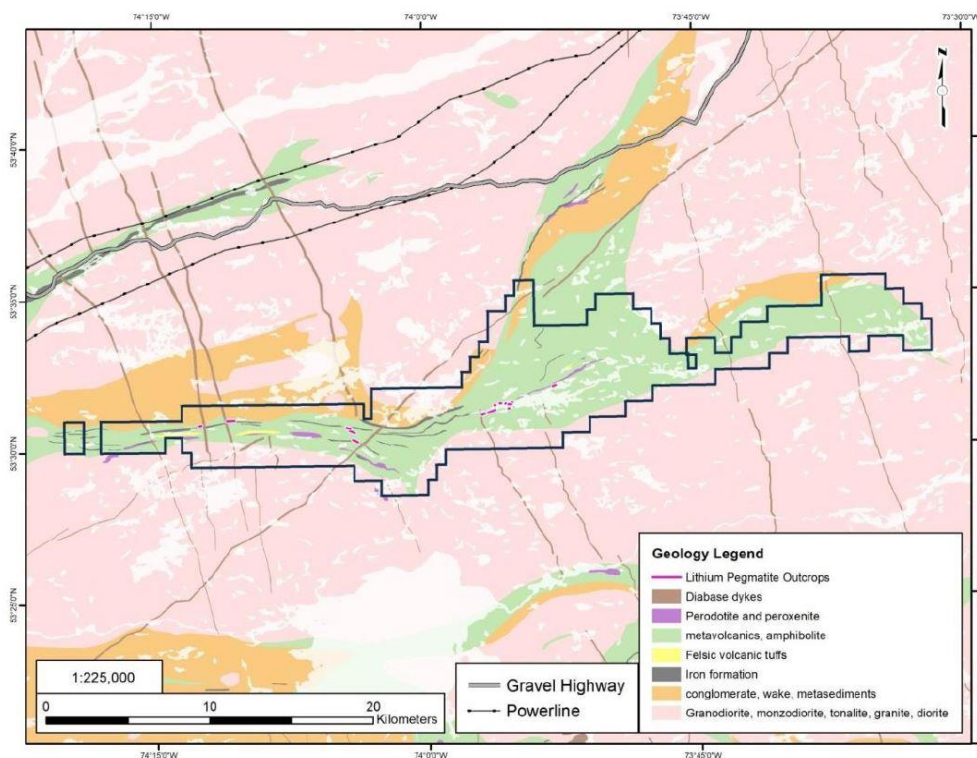 74°15'0"W 74°0'0"W 73°45'0"W 73°30'0"W
53°40'0"N
53°35'0"N
53°30'0"N
53°25'0"N
Geology Legend
Lithium Pegmatite Outcrops
Diabase dykes
Perodotite and peroxenite
metavolcanics, amphibolite
Felsic volcanic tuffs
Iron formation
conglomerate, wake, metasediments
Granodiorite, monzodiorite, tonalite, granite, diorite
Gravel Highway
Powerline
1:225,000
0 10 20
Kilometers
74°15'0"W 74°0'0"W 73°45'0"W